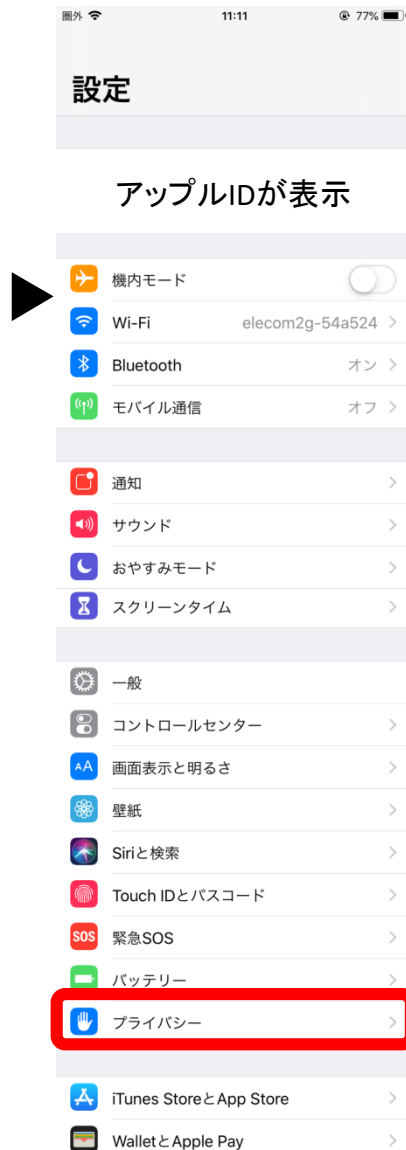 圏外 11:11 77%
設定
アップルIDが表示
機内モード
Wi-Fi elecom2g-54a524
Bluetooth オン
モバイル通信 オフ
通知
サウンド
おやすみモード
スクリーンタイム
一般
コントロールセンター
AA 画面表示と明るさ
壁紙
Siriと検索
Touch IDとパスコード
SOS 緊急SOS
バッテリー
プライバシー
iTunes StoreとApp Store
WalletとApple Pay